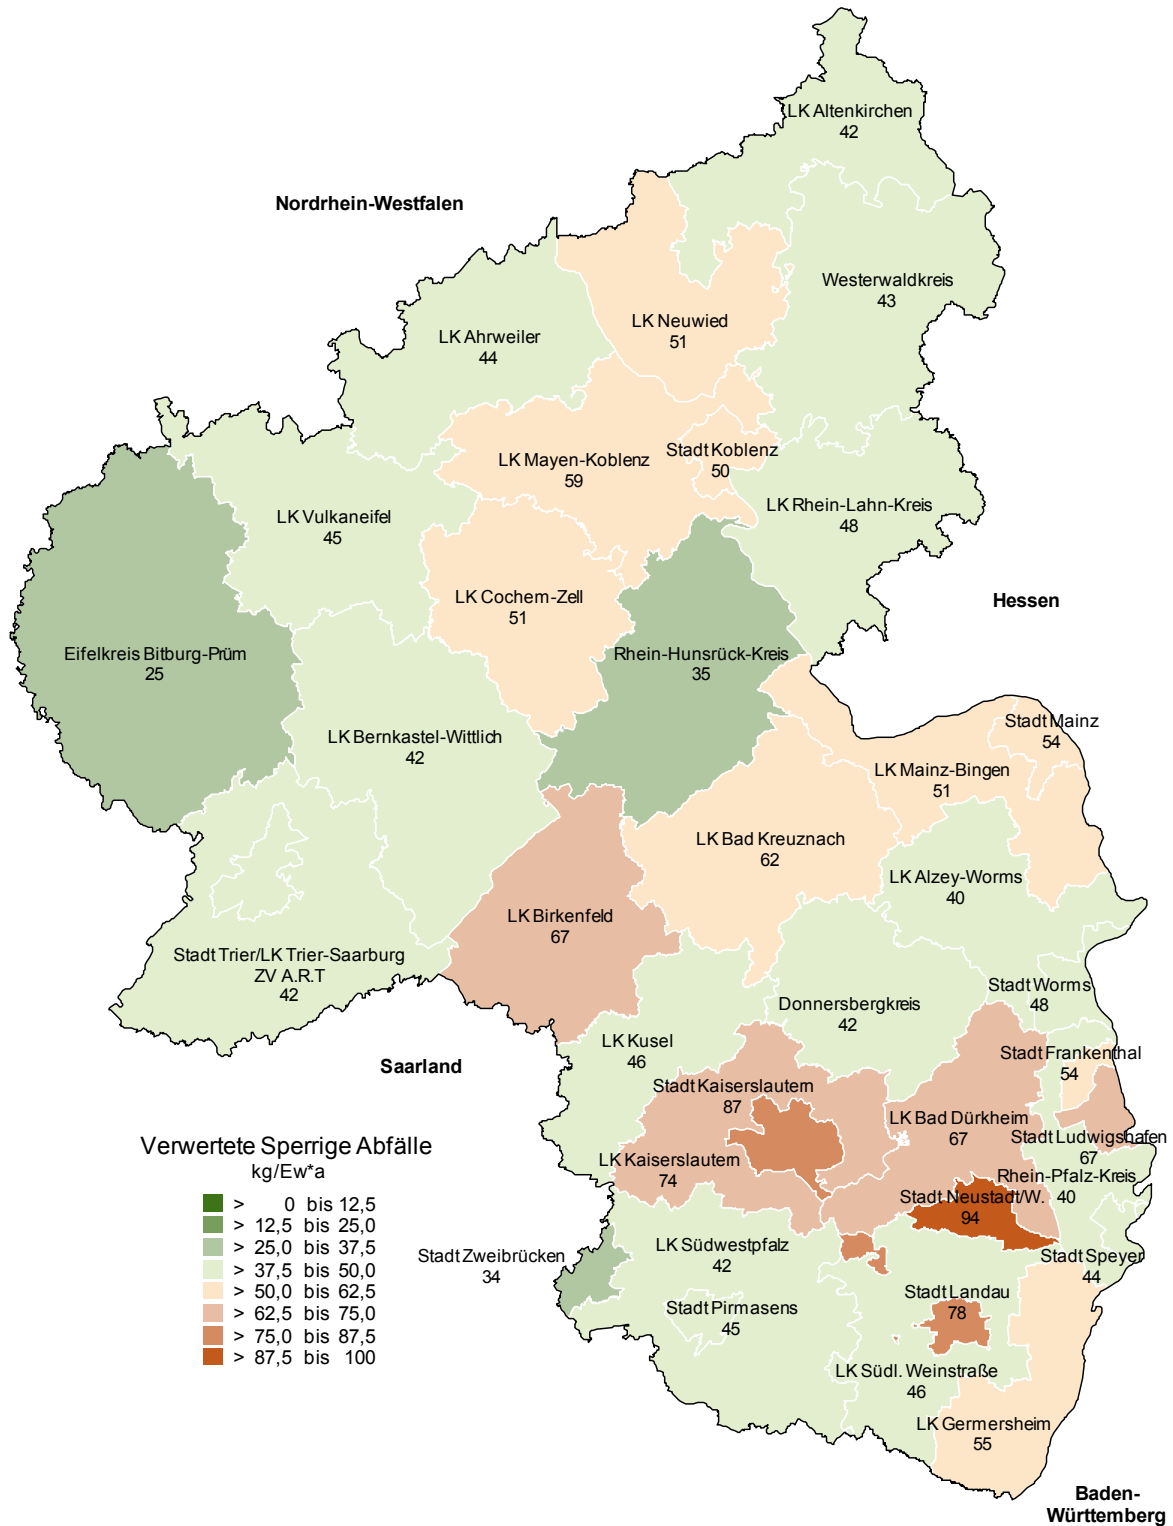 LK Altenkirchen
42
Nordrhein-Westfalen
Westerwaldkreis
43
LK Neuwied
51
LK Ahrweiler
44
Stadt Koblenz
50
LK Mayen-Koblenz
59
LK Rhein-Lahn-Kreis
48
LK Vulkaneifel
45
Hessen
LK Cochem-Zell
51
Eifelkreis Bitburg-Prüm
25
Rhein-Hunsrück-Kreis
35
Stadt Mainz
54
LK Bernkastel-Wittlich
42
LK Mainz-Bingen
51
LK Bad Kreuznach
62
LK Alzey-Worms
40
LK Birkenfeld
67
Stadt Trier/LK Trier-Saarburg
ZV A.R.T
42
Stadt Worms
48
Donnersbergkreis
42
LK Kusel
46
Stadt Frankenthal
54
Saarland
Stadt Kaiserslautern
87
LK Bad Dürkheim
67
Stadt Ludwigshafen
67
LK Kaiserslautern
74
Rhein-Pfalz-Kreis
40
Stadt Neustadt/W.
94
Verwertete Sperrige Abfälle
kg/Ew*a
> 0 bis 12,5
> 12,5 bis 25,0
> 25,0 bis 37,5
> 37,5 bis 50,0
> 50,0 bis 62,5
> 62,5 bis 75,0
> 75,0 bis 87,5
> 87,5 bis 100
Stadt Zweibrücken
34
LK Südwestpfalz
42
Stadt Speyer
44
Stadt Landau
78
Stadt Pirmasens
45
LK Südl. Weinstraße
46
LK Germersheim
55
Baden-
Württemberg